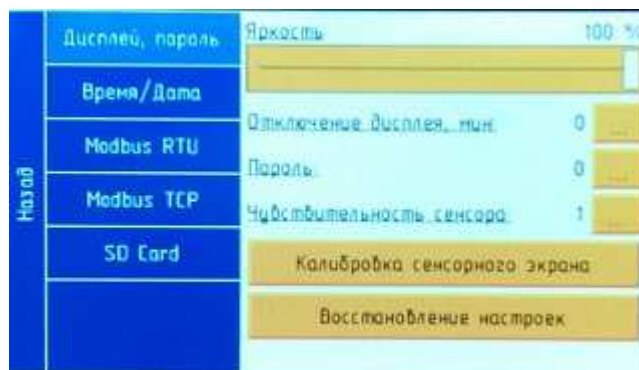 Назад
Дисплей, пароль
Время/Дата
Modbus RTU
Modbus TCP
SD Card
Яркость 100 %
Отключение дисплея, мин: 0 ...
Пароль: 0 ...
Чувствительность сенсора: 1 ...
Калибровка сенсорного экрана
Восстановление настроек